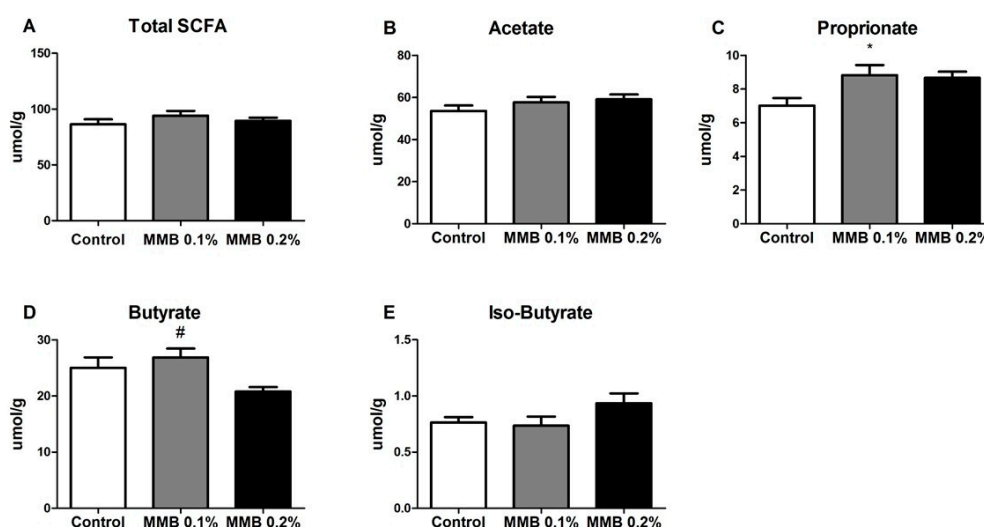 A Total SCFA
umol/g
150
100
50
0
Control MMB 0.1% MMB 0.2%
B Acetate
umol/g
80
60
40
20
0
Control MMB 0.1% MMB 0.2%
C Proprionate
*
umol/g
10
8
6
4
2
0
Control MMB 0.1% MMB 0.2%
D Butyrate
#
umol/g
30
20
10
0
Control MMB 0.1% MMB 0.2%
E Iso-Butyrate
umol/g
1.5
1.0
0.5
0.0
Control MMB 0.1% MMB 0.2%